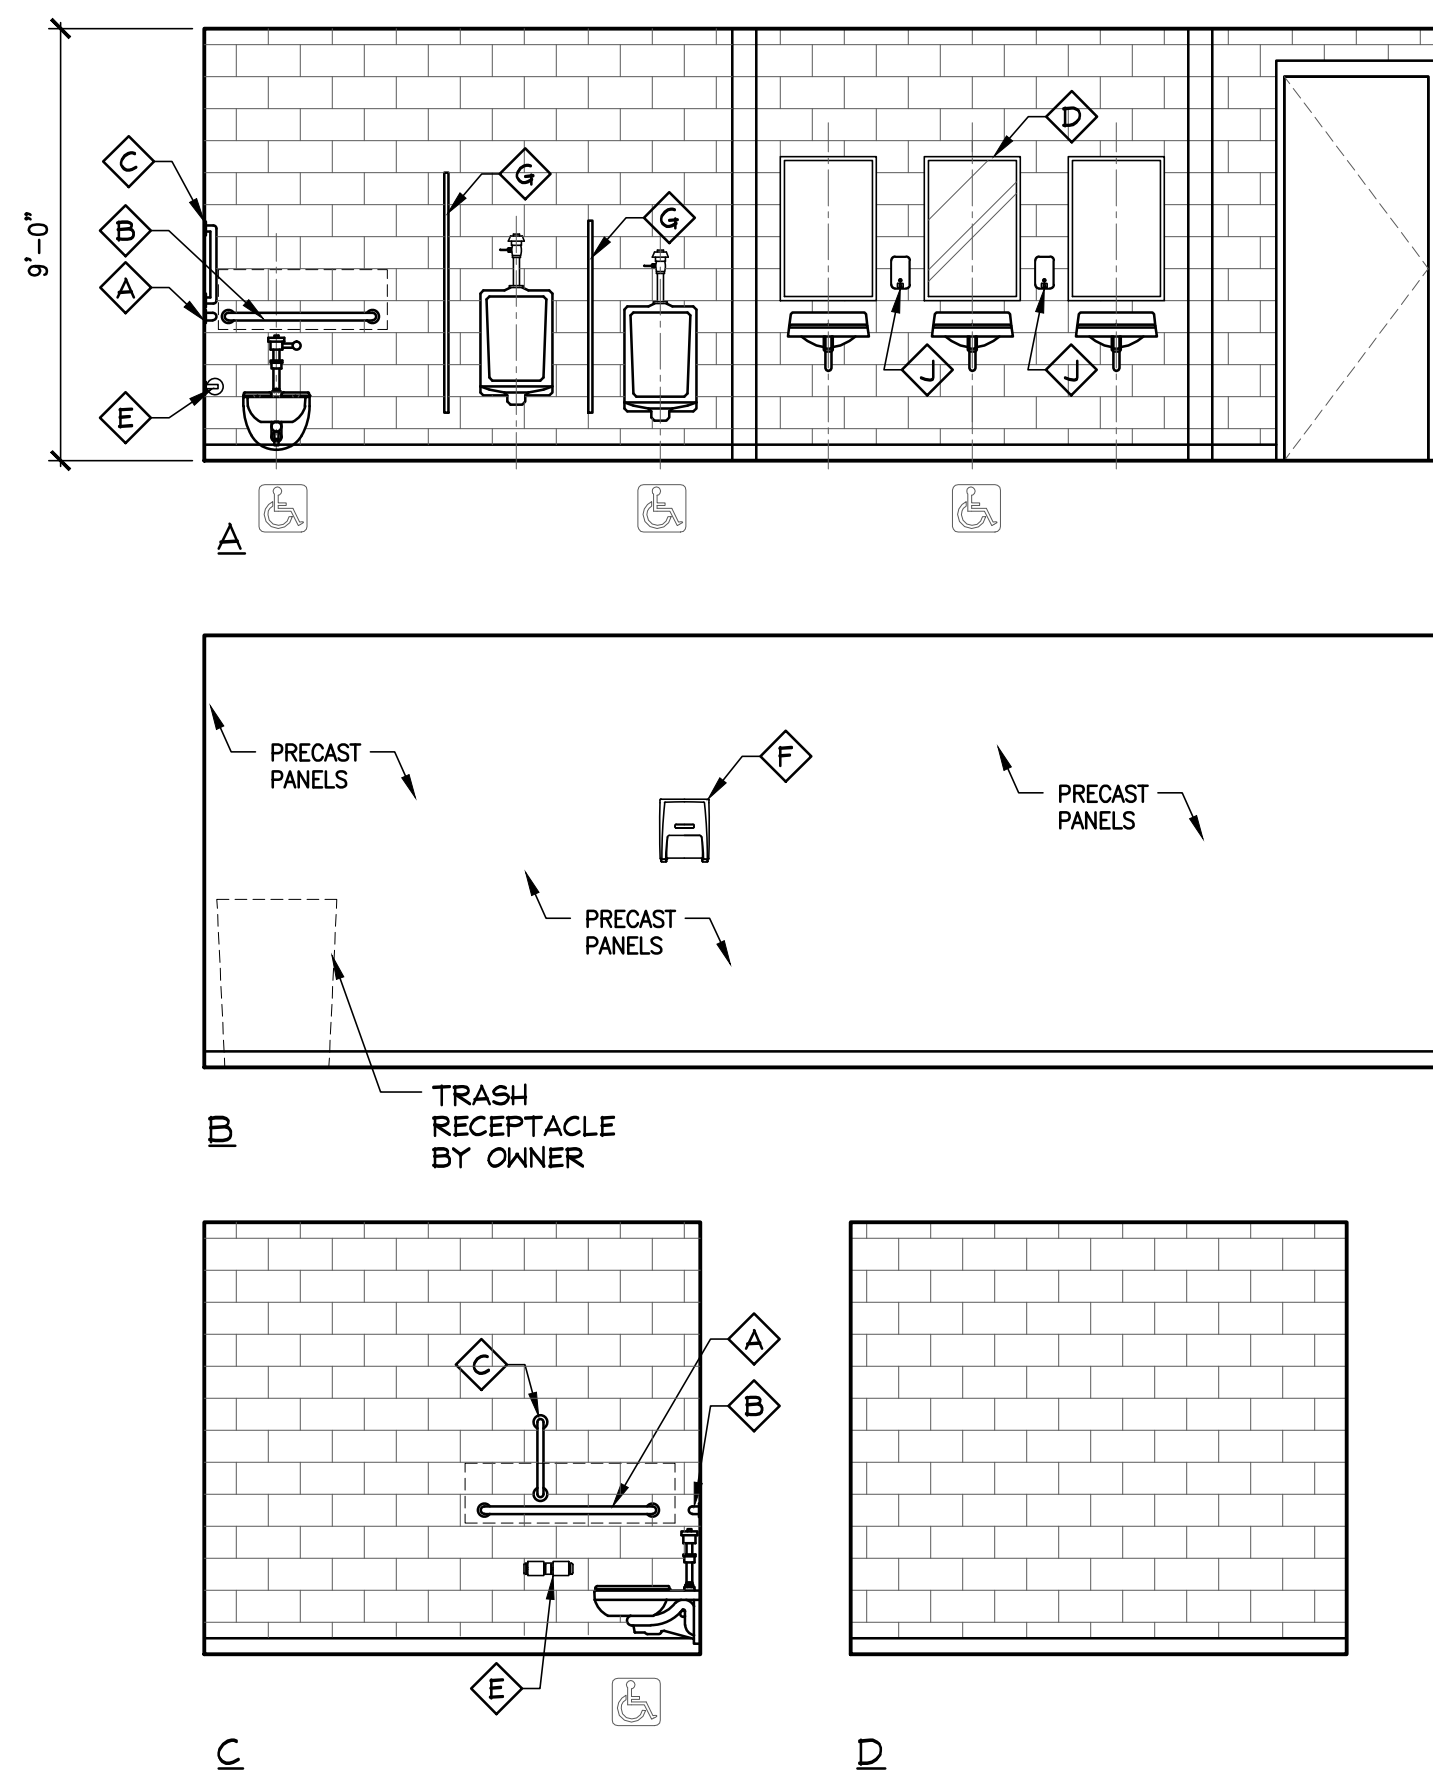 D
C
G
G
B
9'-0"
A
J
J
E
A
F
PRECAST
PANELS
PRECAST
PANELS
PRECAST
PANELS
TRASH
RECEPTACLE
BY OWNER
B
A
C
B
E
C
D